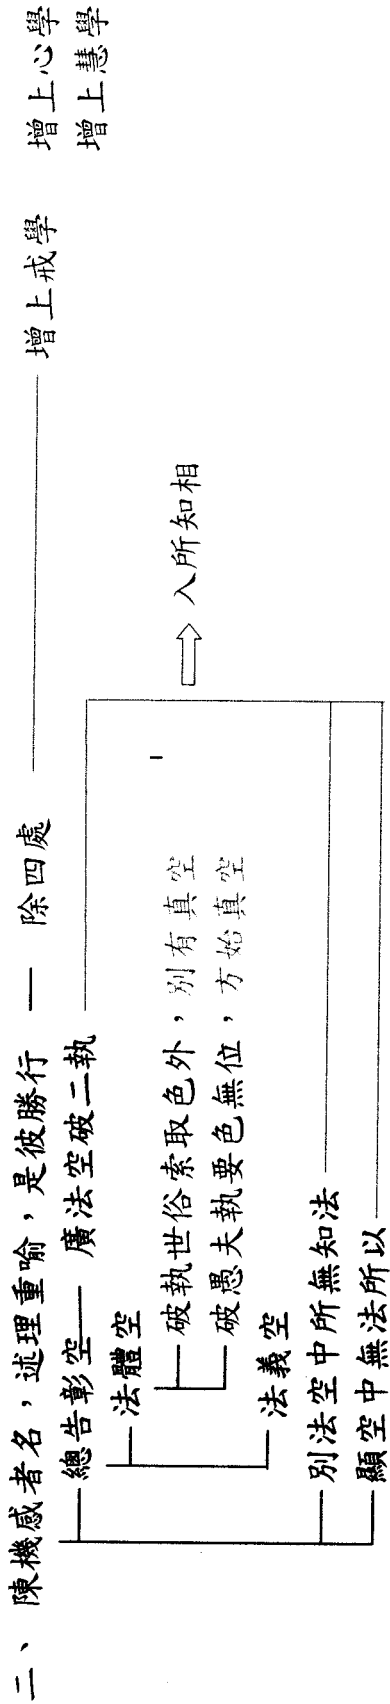 二、陳機感者名，述理重喻，是彼勝行 — 除四處 — 增上戒學 增上心學
增上慧學
總告彰空 — 廣法空破二執
法體空
破執世俗索取色外，別有真空
→ 入所知相
破愚夫執要色無位，方始真空
法義空
別法空中所無知法
顯空中無法所以